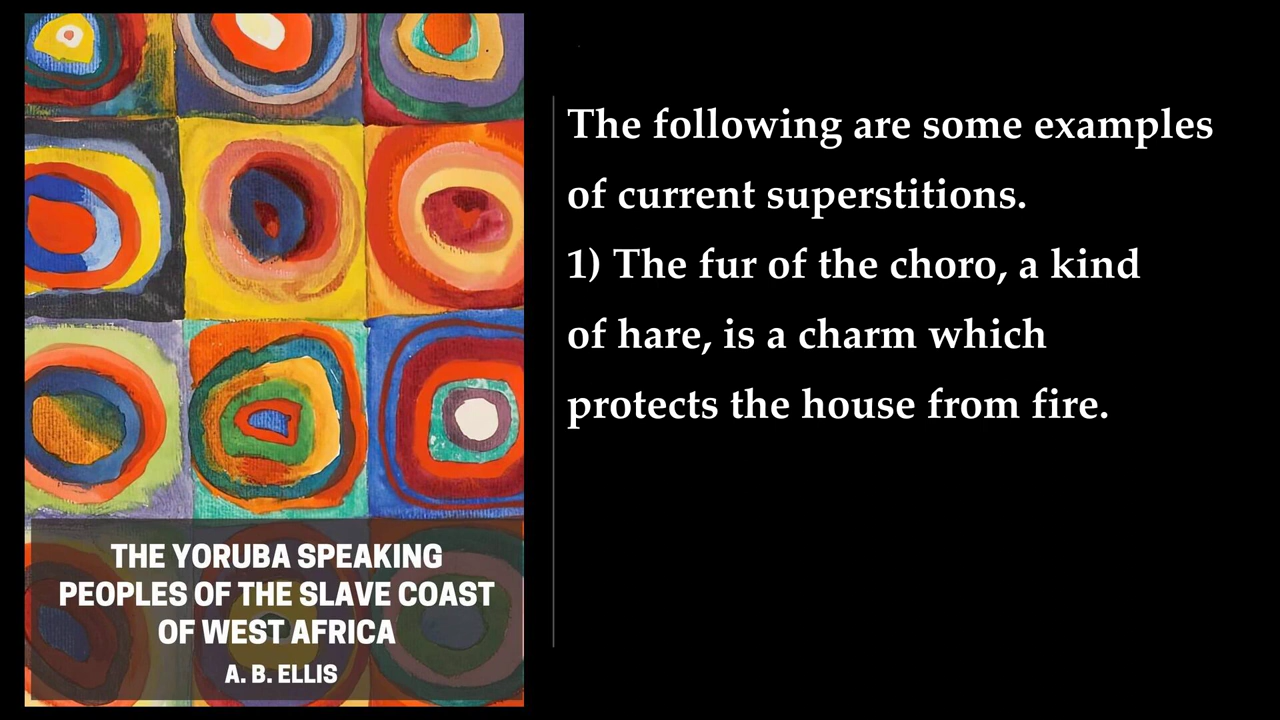 The following are some examples
of current superstitions.
1) The fur of the choro, a kind
of hare, is a charm which
protects the house from fire.
THE YORUBA SPEAKING
PEOPLES OF THE SLAVE COAST
OF WEST AFRICA
A. B. ELLIS